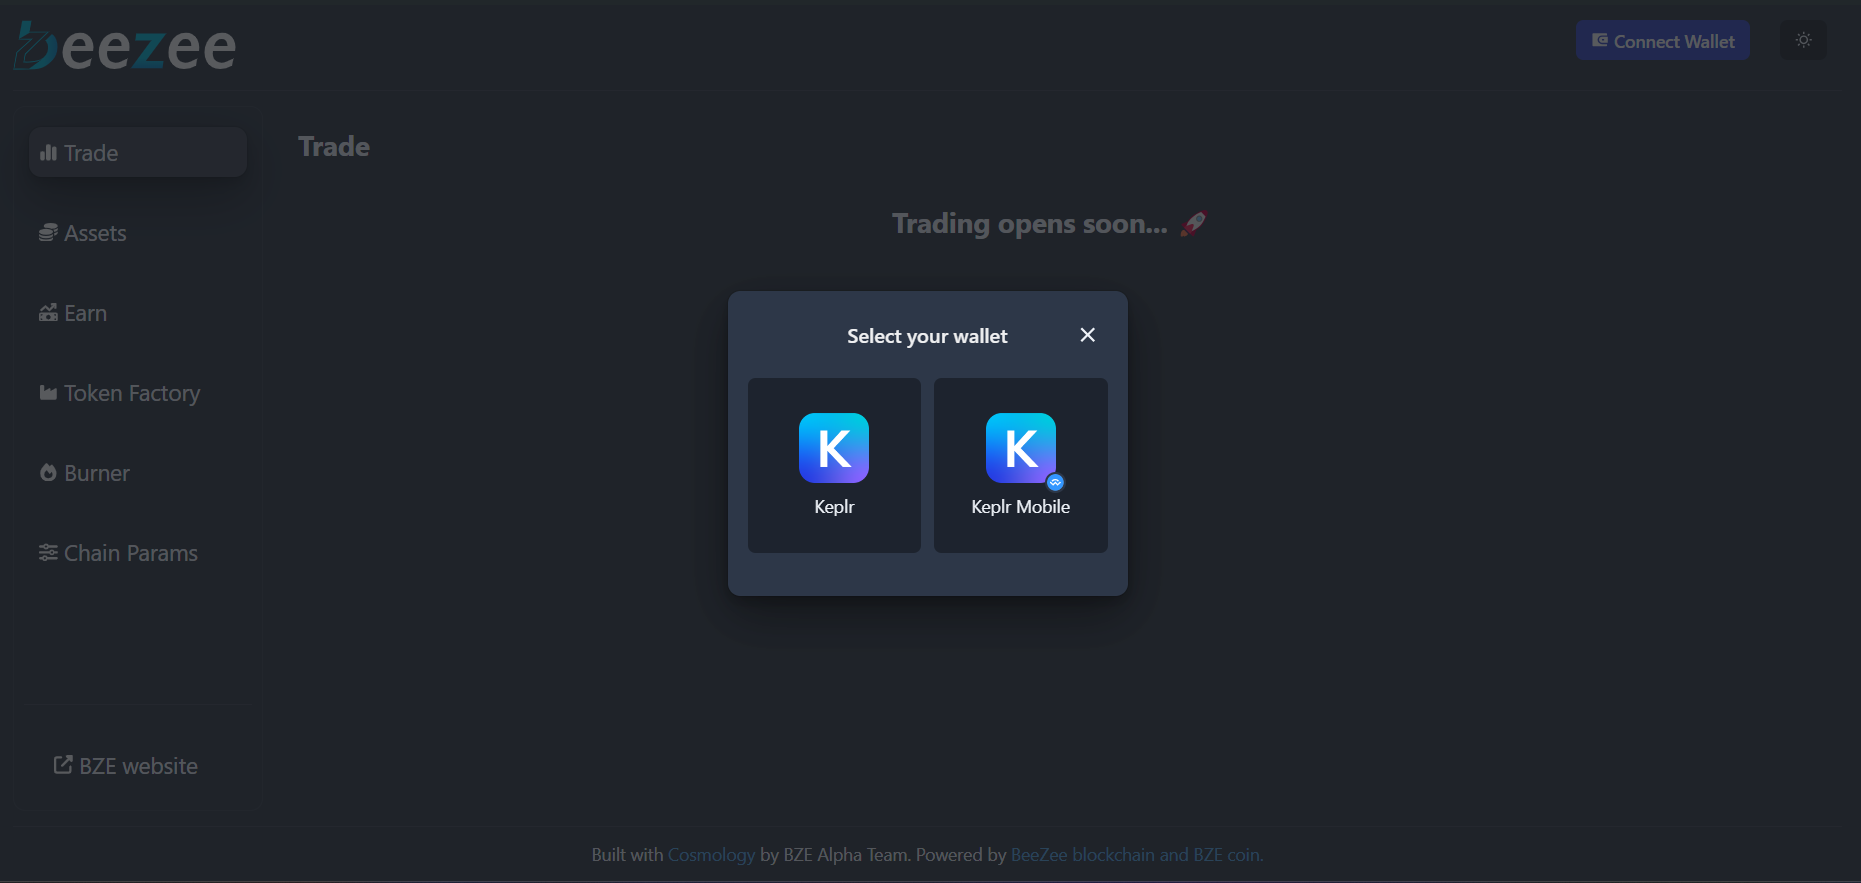 beezee
Connect Wallet
Trade
Assets
Earn
Token Factory
Burner
Chain Params
BZE website
Trade
Trading opens soon... 🚀
Select your wallet
K
Keplr
K
Keplr Mobile
Built with Cosmology by BZE Alpha Team. Powered by BeeZee blockchain and BZE coin.